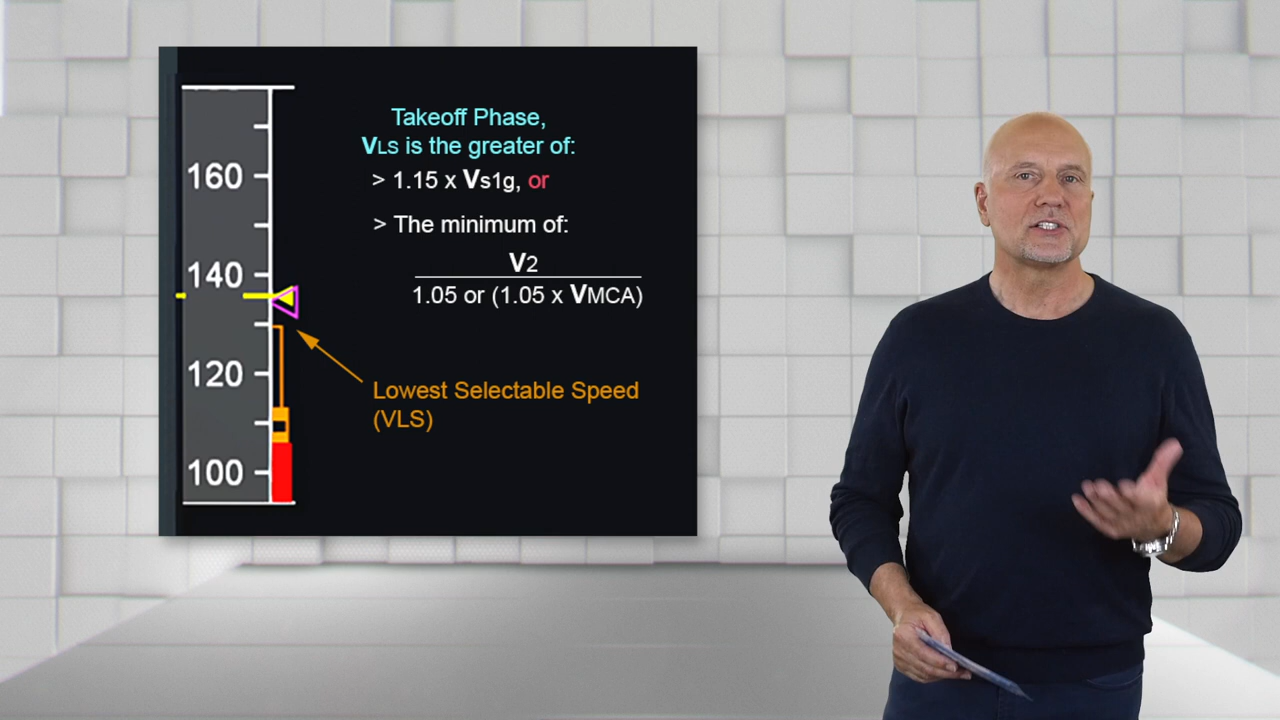 Takeoff Phase,
VLS is the greater of:
> 1.15 x Vs1g, or
> The minimum of:
V2
1.05 or (1.05 x VMCA)
160
140
120
100
Lowest Selectable Speed
(VLS)